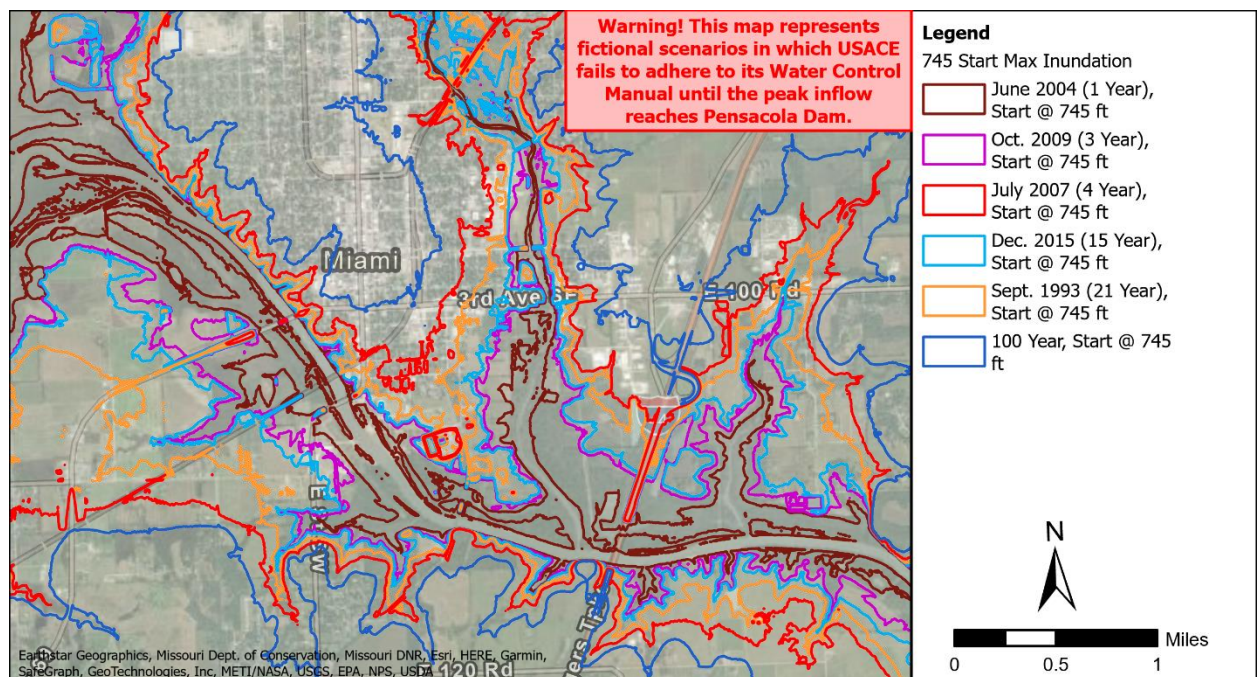 Warning! This map represents
fictional scenarios in which USACE
fails to adhere to its Water Control
Manual until the peak inflow
reaches Pensacola Dam.
Miami
3rd Ave SE
E 100 Rd
E 120 Rd
Earthstar Geographics, Missouri Dept. of Conservation, Missouri DNR, Esri, HERE, Garmin,
SafeGraph, GeoTechnologies, Inc, METI/NASA, USGS, EPA, NPS, USDA
Legend
745 Start Max Inundation
June 2004 (1 Year),
Start @ 745 ft
Oct. 2009 (3 Year),
Start @ 745 ft
July 2007 (4 Year),
Start @ 745 ft
Dec. 2015 (15 Year),
Start @ 745 ft
Sept. 1993 (21 Year),
Start @ 745 ft
100 Year, Start @ 745
ft
N
Miles
0 0.5 1